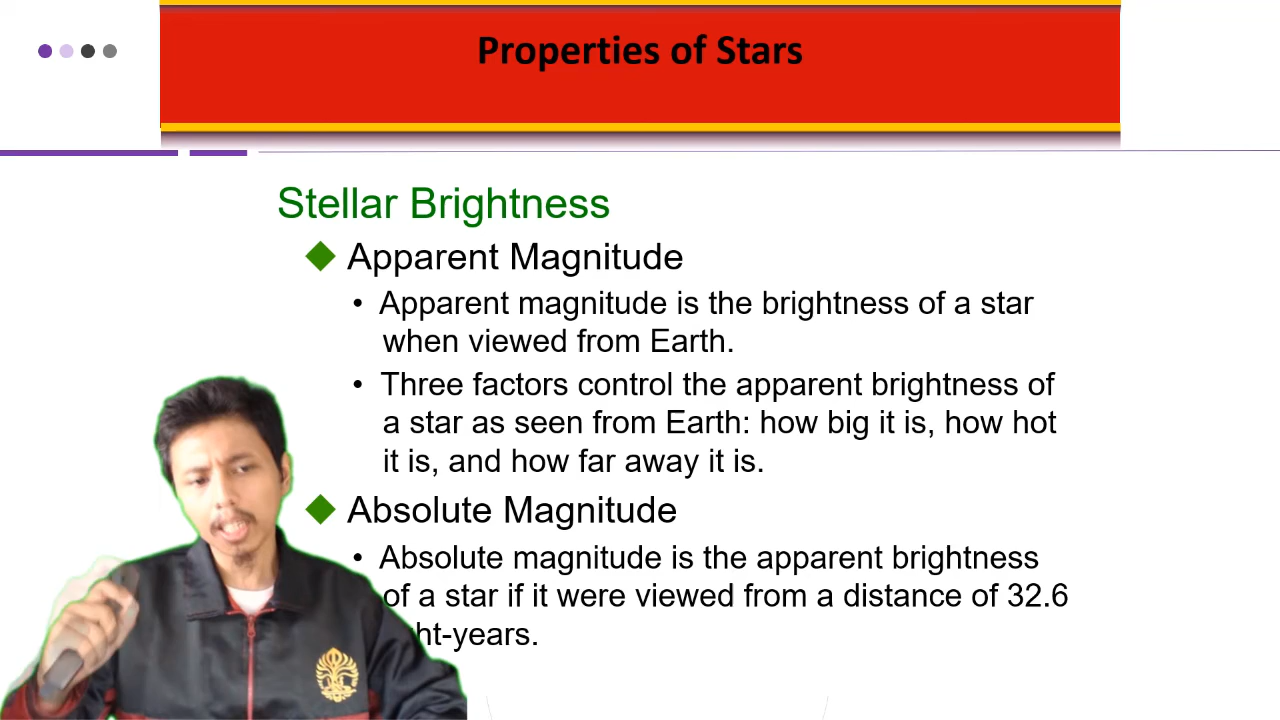 Properties of Stars
Stellar Brightness
Apparent Magnitude
• Apparent magnitude is the brightness of a star
when viewed from Earth.
• Three factors control the apparent brightness of
a star as seen from Earth: how big it is, how hot
it is, and how far away it is.
Absolute Magnitude
• Absolute magnitude is the apparent brightness
of a star if it were viewed from a distance of 32.6
ht-years.